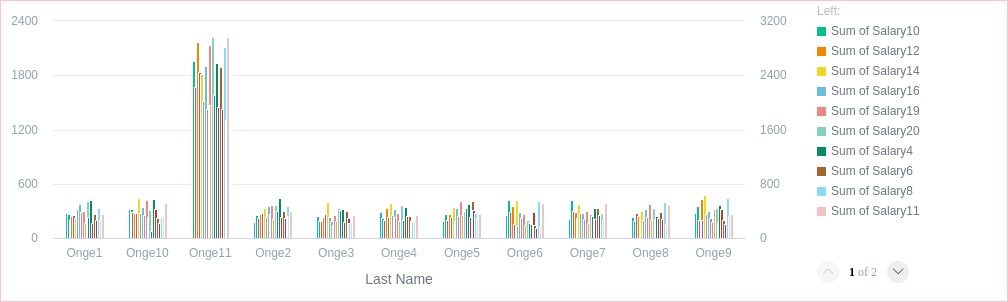 2400
1800
1200
600
0
3200
2400
1600
800
0
Onge1 Onge10 Onge11 Onge2 Onge3 Onge4 Onge5 Onge6 Onge7 Onge8 Onge9
Last Name
Left:
Sum of Salary10
Sum of Salary12
Sum of Salary14
Sum of Salary16
Sum of Salary19
Sum of Salary20
Sum of Salary4
Sum of Salary6
Sum of Salary8
Sum of Salary11
1 of 2